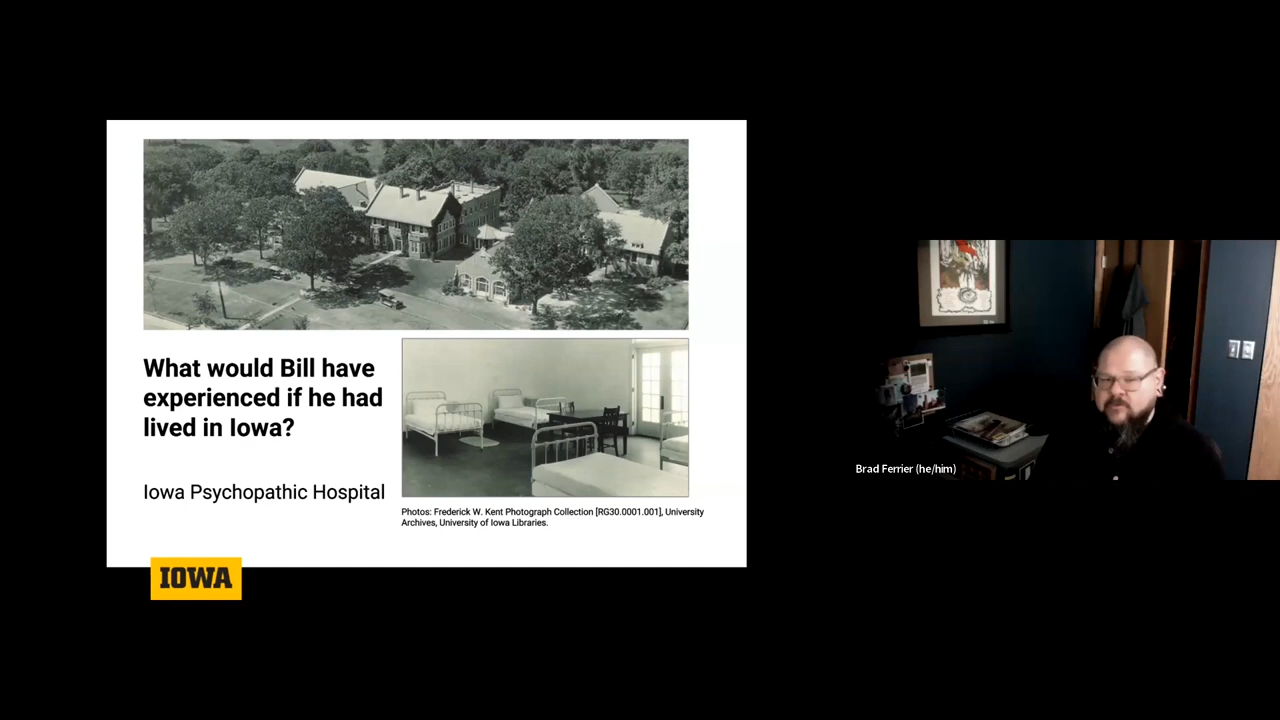 What would Bill have
experienced if he had
lived in Iowa?
Iowa Psychopathic Hospital
Photos: Frederick W. Kent Photograph Collection [RG30.0001.001], University
Archives, University of Iowa Libraries.
IOWA
Brad Ferrier (he/him)